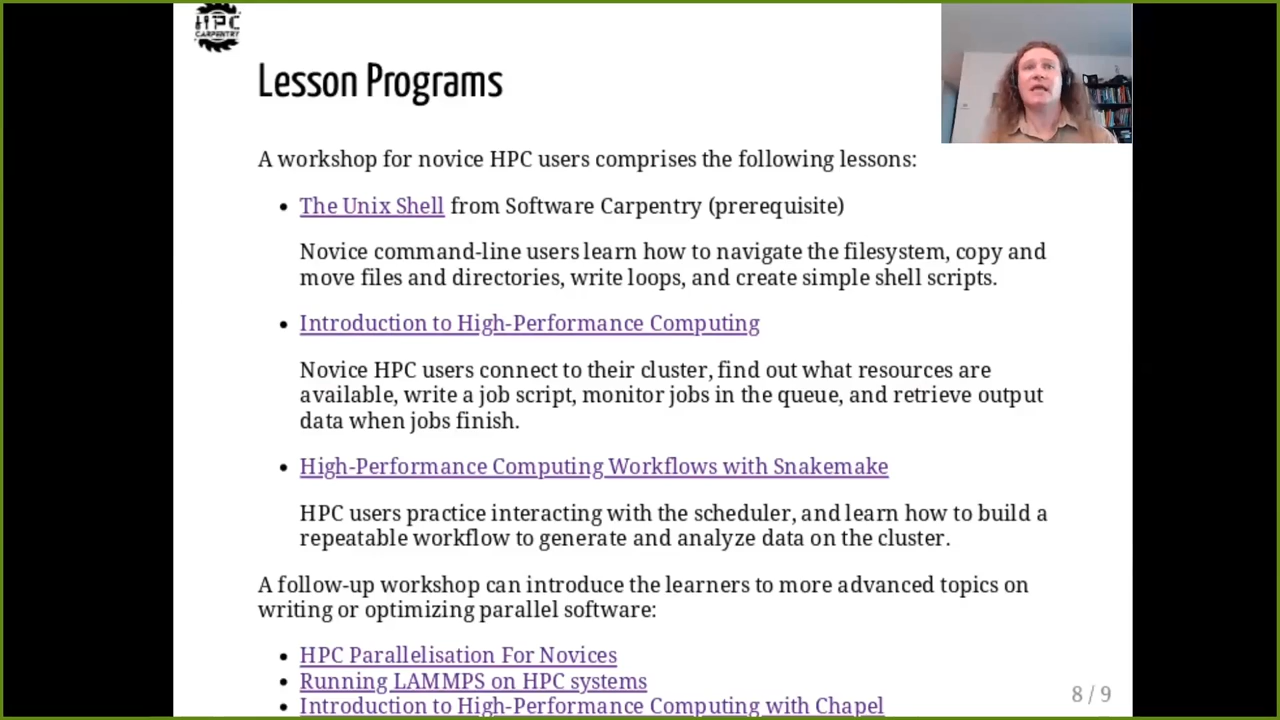 HPC
CARPENTRY
Lesson Programs
A workshop for novice HPC users comprises the following lessons:
• The Unix Shell from Software Carpentry (prerequisite)
Novice command-line users learn how to navigate the filesystem, copy and
move files and directories, write loops, and create simple shell scripts.
• Introduction to High-Performance Computing
Novice HPC users connect to their cluster, find out what resources are
available, write a job script, monitor jobs in the queue, and retrieve output
data when jobs finish.
• High-Performance Computing Workflows with Snakemake
HPC users practice interacting with the scheduler, and learn how to build a
repeatable workflow to generate and analyze data on the cluster.
A follow-up workshop can introduce the learners to more advanced topics on
writing or optimizing parallel software:
• HPC Parallelisation For Novices
• Running LAMMPS on HPC systems
• Introduction to High-Performance Computing with Chapel
8 / 9